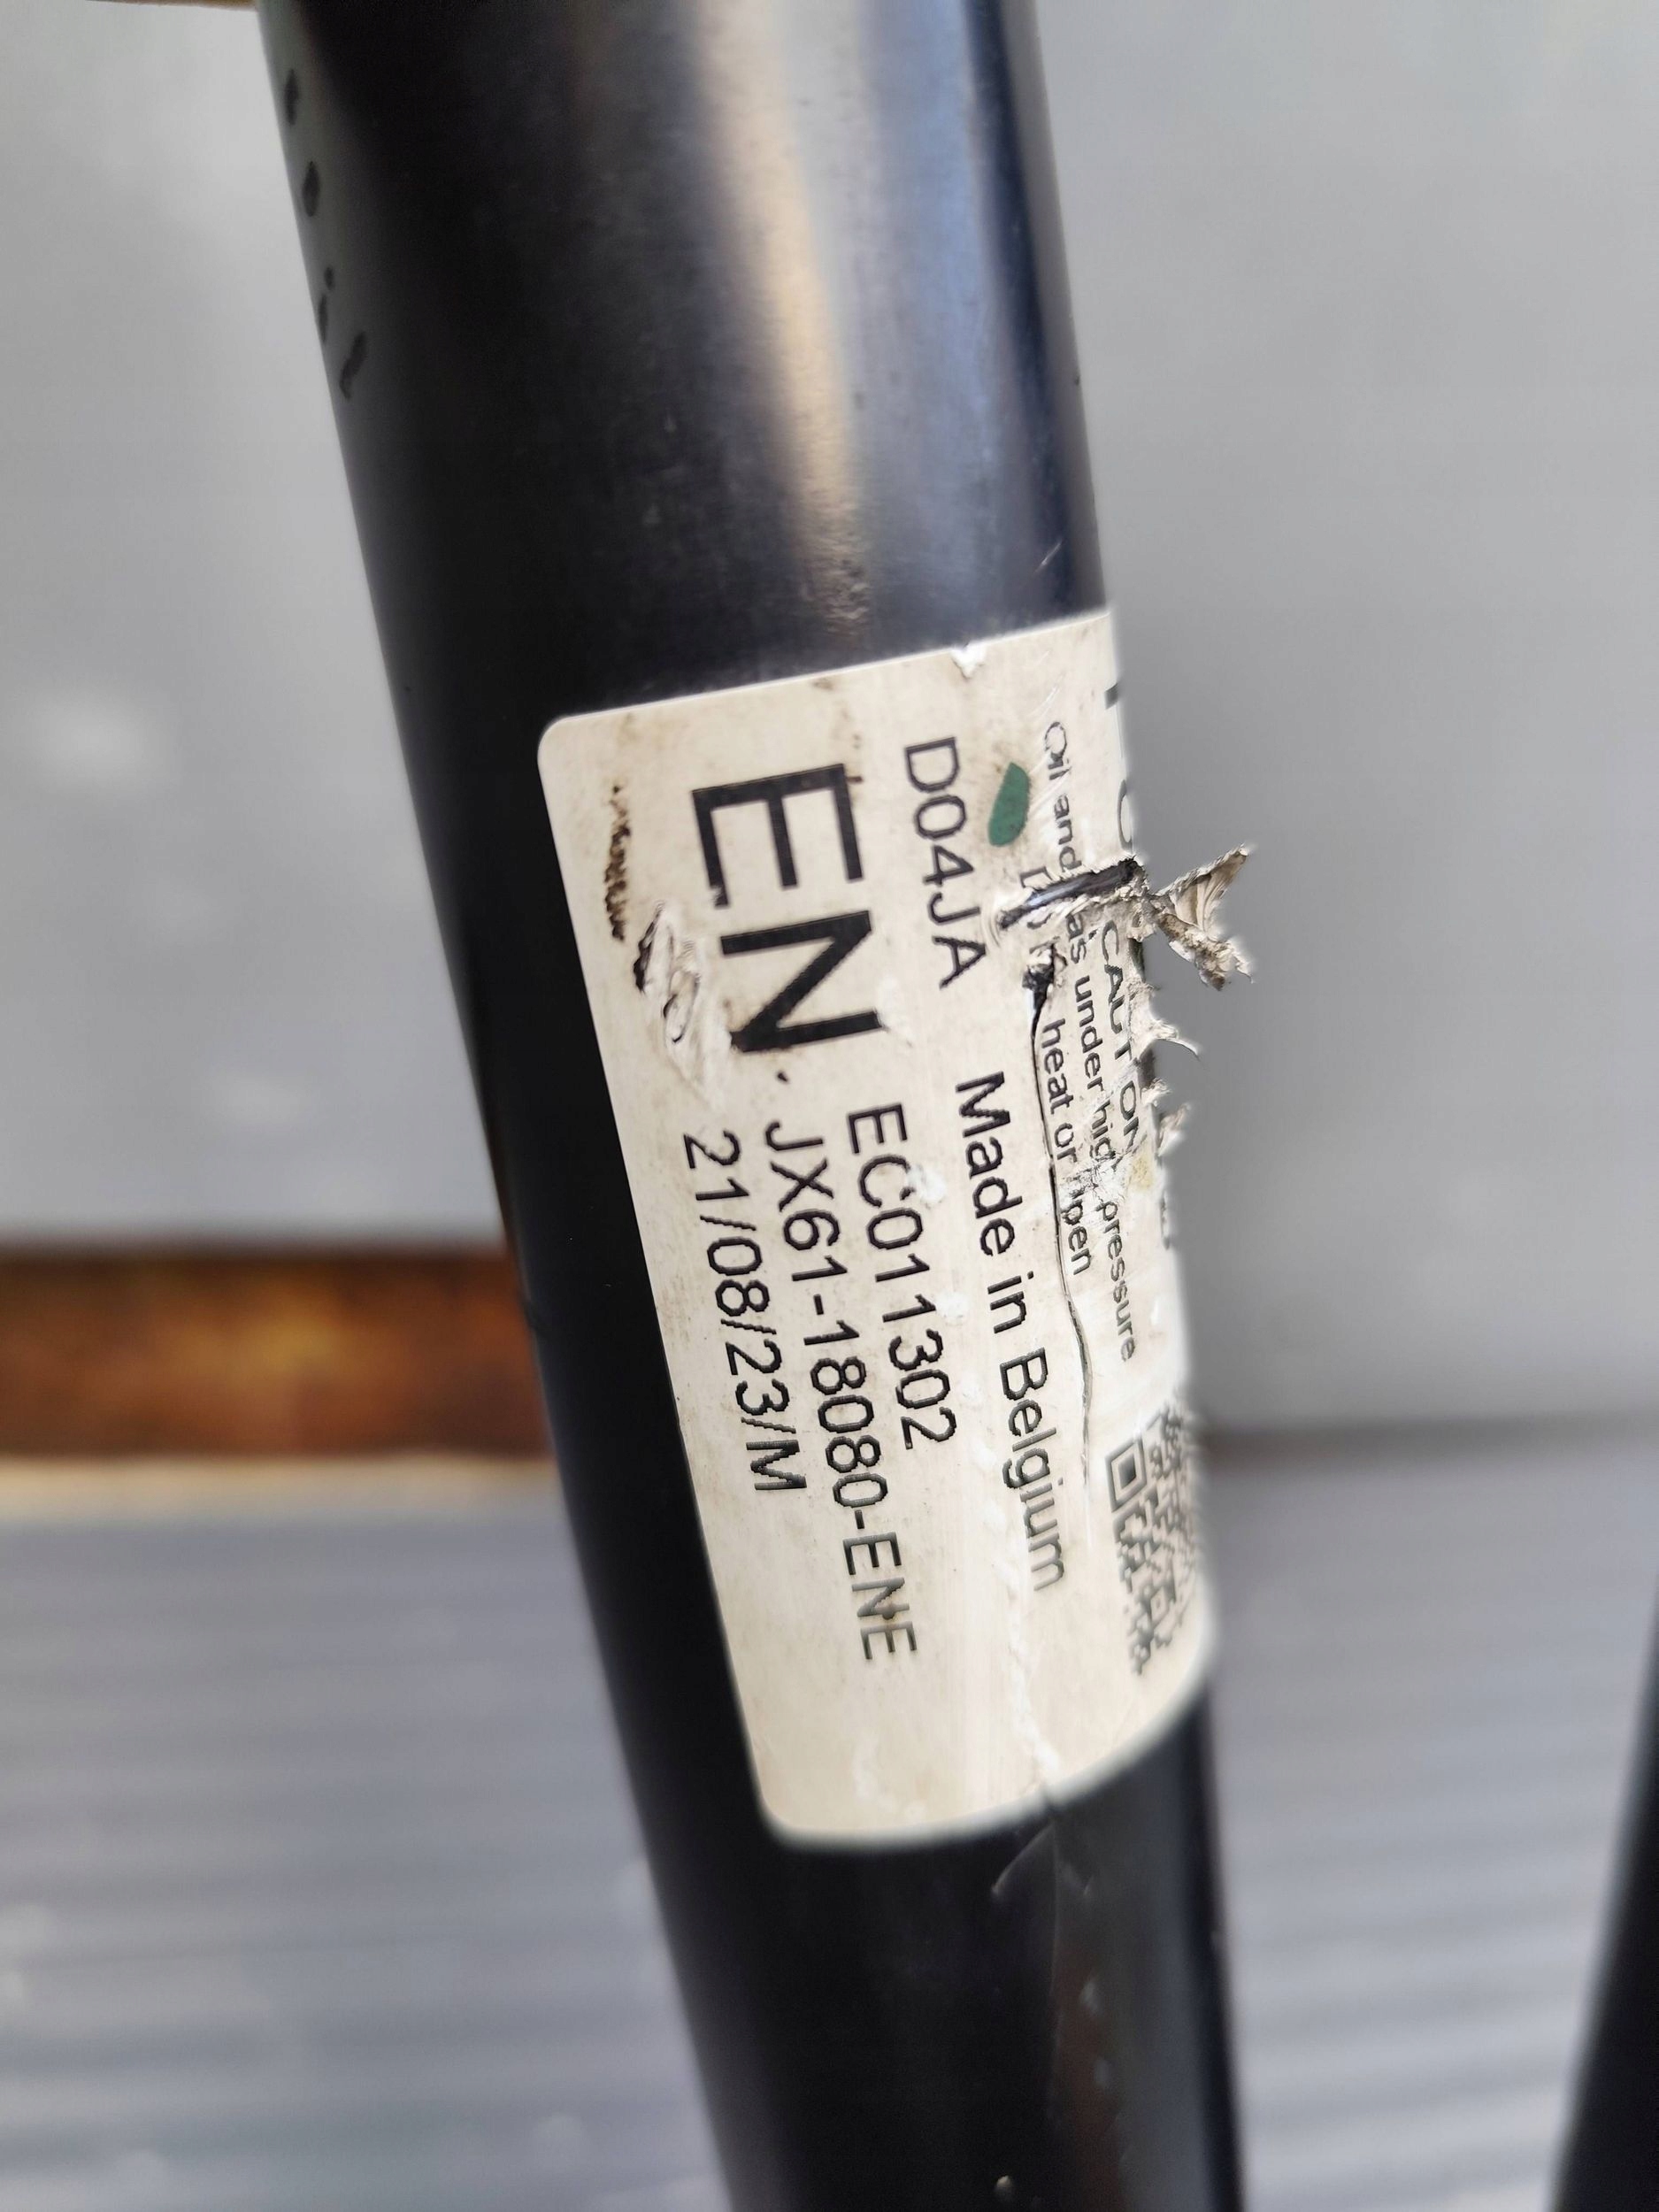 CAUTION
Oil and gas under high pressure
heat or open
D04JA Made in Belgium
EN
EC011302
JX61-18080-ENE
21/08/23/M